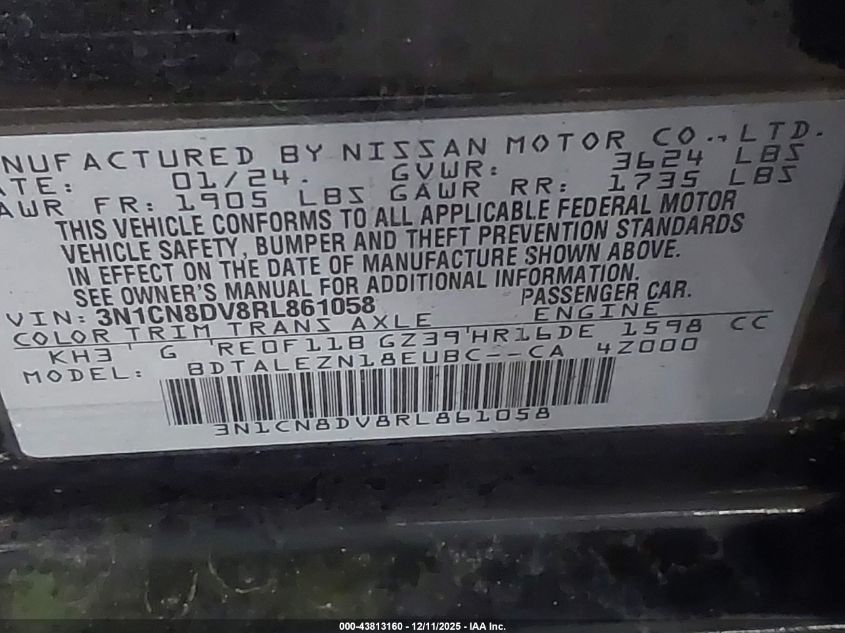 NUFACTURED BY NISSAN MOTOR CO., LTD.
ATE: 01/24. GVWR: 3624 LBS
AWR FR: 1905 LBS GAWR RR: 1735 LBS
THIS VEHICLE CONFORMS TO ALL APPLICABLE FEDERAL MOTOR
VEHICLE SAFETY, BUMPER AND THEFT PREVENTION STANDARDS
IN EFFECT ON THE DATE OF MANUFACTURE SHOWN ABOVE.
SEE OWNER'S MANUAL FOR ADDITIONAL INFORMATION.
VIN: 3N1CN8DV8RL861058 PASSENGER CAR.
COLOR TRIM TRANS AXLE ENGINE
KH3 G RE0F11B GZ39 HR16DE 1598 CC
MODEL: BDTALEZN18EUBC--CA 4Z000
3N1CN8DV8RL861058
000-43813160 - 12/11/2025 - IAA Inc.